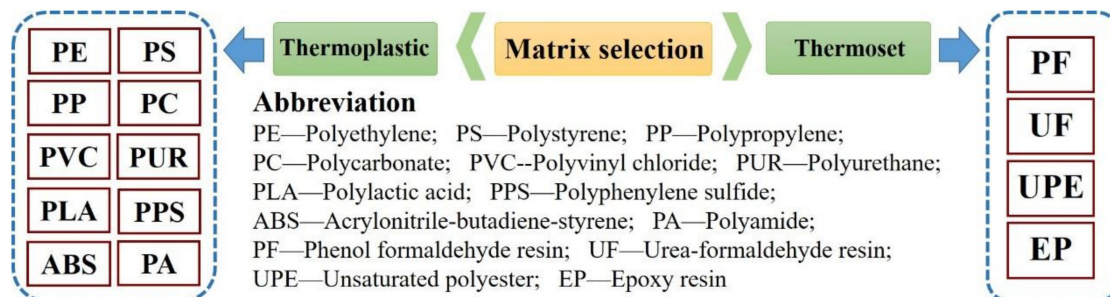 PE PS
PP PC
PVC PUR
PLA PPS
ABS PA
Thermoplastic Matrix selection Thermoset
Abbreviation
PE—Polyethylene; PS—Polystyrene; PP—Polypropylene;
PC—Polycarbonate; PVC--Polyvinyl chloride; PUR—Polyurethane;
PLA—Polylactic acid; PPS—Polyphenylene sulfide;
ABS—Acrylonitrile-butadiene-styrene; PA—Polyamide;
PF—Phenol formaldehyde resin; UF—Urea-formaldehyde resin;
UPE—Unsaturated polyester; EP—Epoxy resin
PF
UF
UPE
EP